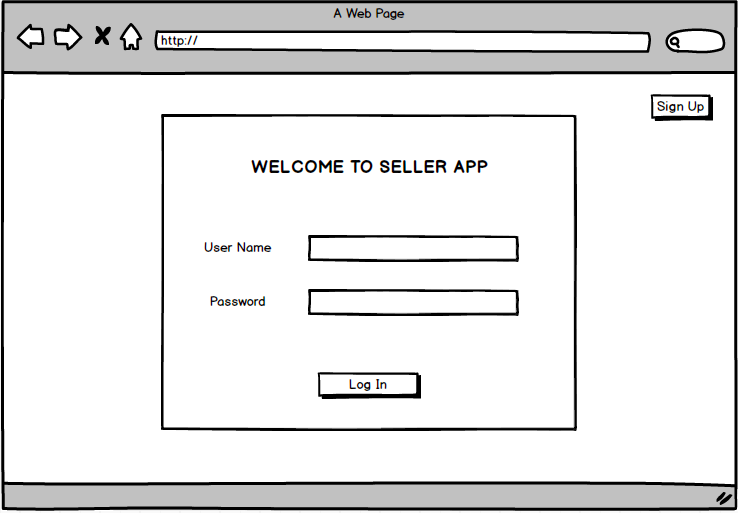 A Web Page
http://
Sign Up
WELCOME TO SELLER APP
User Name
Password
Log In